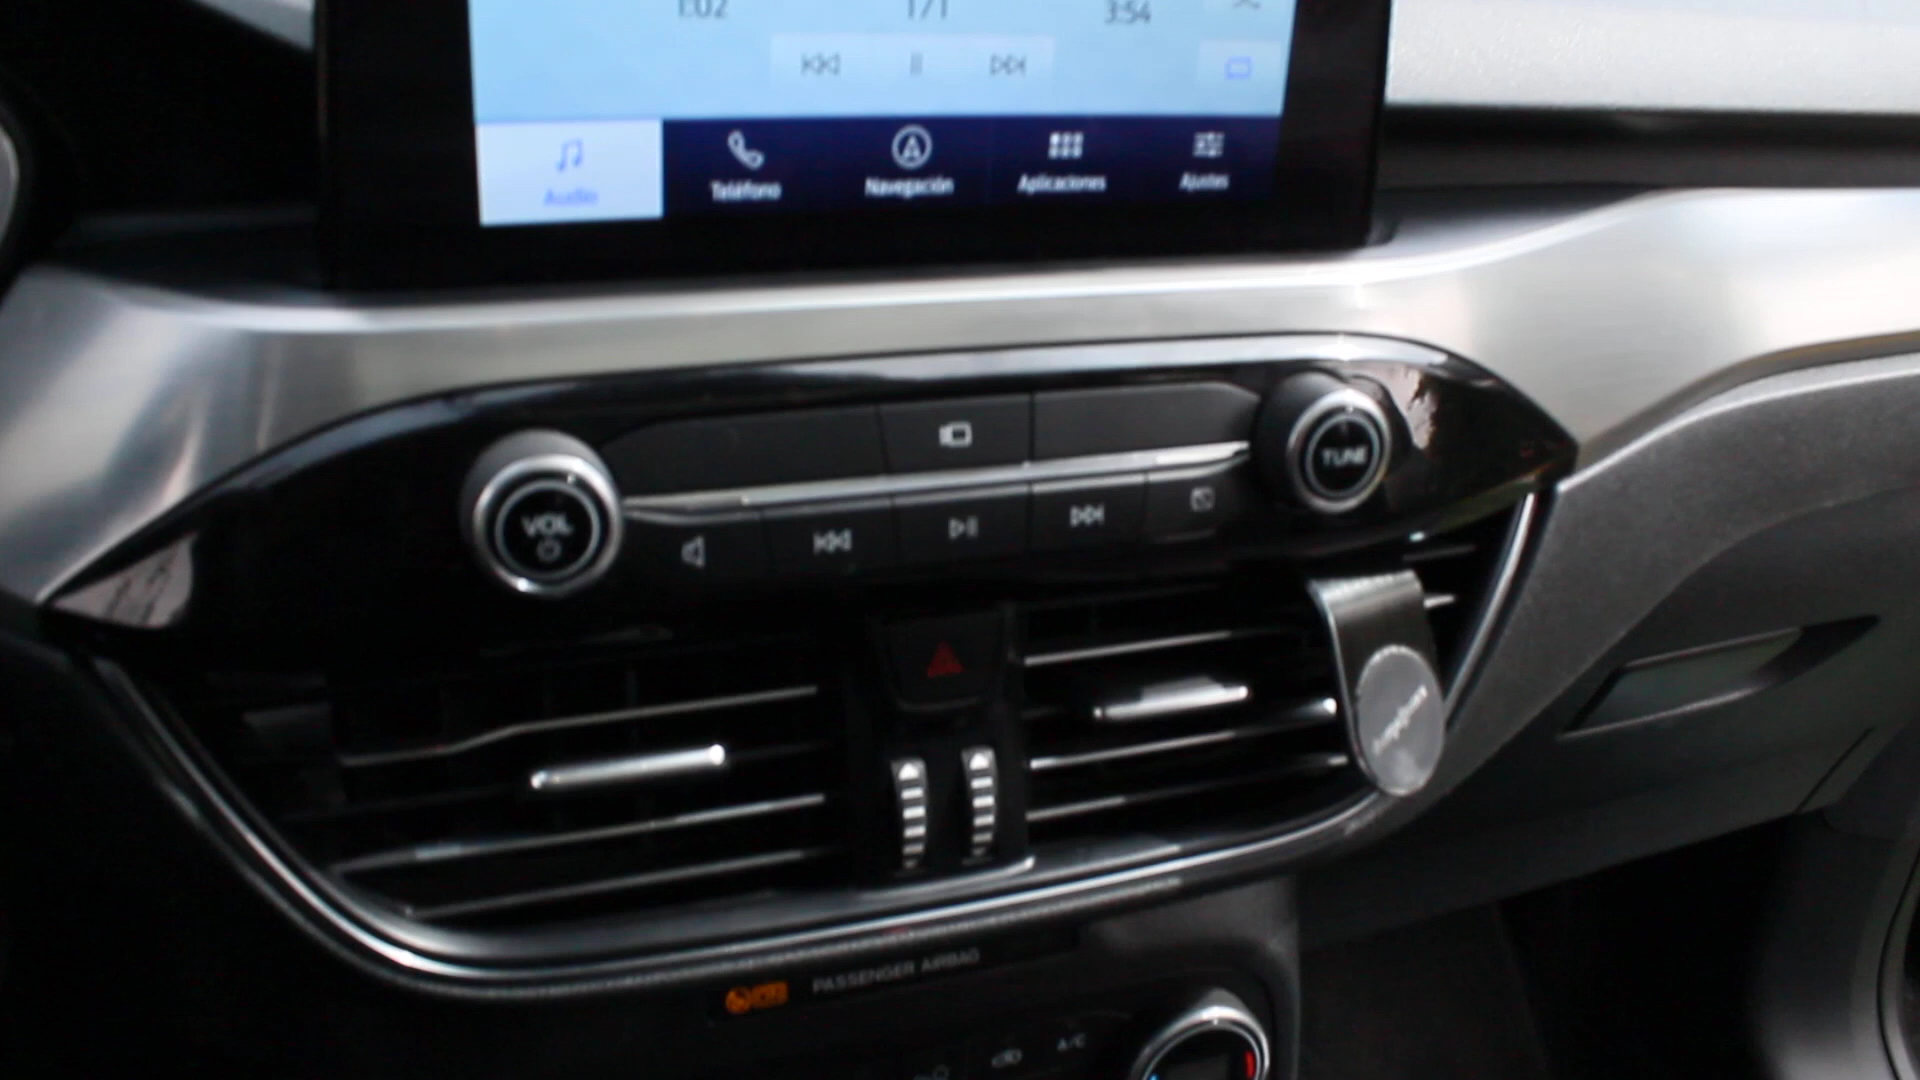 1:02 1/1 3:54
Audio Teléfono Navegación Aplicaciones Ajustes
TUNE
VOL
PASSENGER AIRBAG
A/C